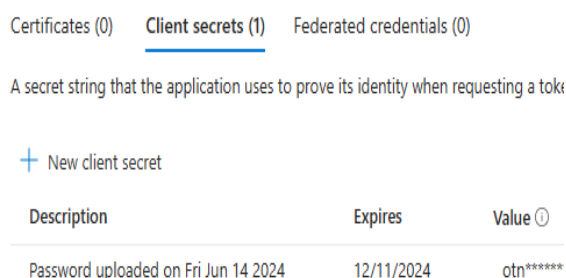 Certificates (0) Client secrets (1) Federated credentials (0)
A secret string that the application uses to prove its identity when requesting a toke
+ New client secret
Description Expires Value ⓘ
Password uploaded on Fri Jun 14 2024 12/11/2024 otn*******